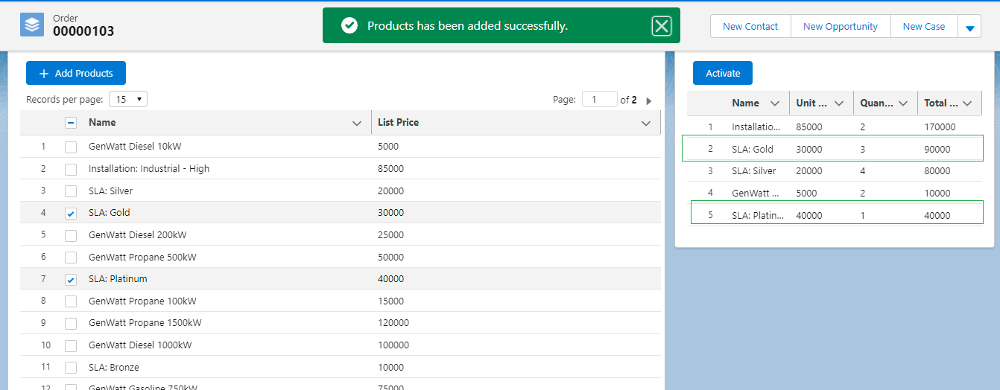 Order
00000103
Products has been added successfully.
New Contact New Opportunity New Case
Add Products
Records per page: 15
Page: 1 of 2
Name List Price
1 GenWatt Diesel 10kW 5000
2 Installation: Industrial - High 85000
3 SLA: Silver 20000
4 SLA: Gold 30000
5 GenWatt Diesel 200kW 25000
6 GenWatt Propane 500kW 50000
7 SLA: Platinum 40000
8 GenWatt Propane 100kW 15000
9 GenWatt Propane 1500kW 120000
10 GenWatt Diesel 1000kW 100000
11 SLA: Bronze 10000
12 GenWatt Gasoline 750kW 75000
Activate
Name Unit ... Quan... Total ...
1 Installatio... 85000 2 170000
2 SLA: Gold 30000 3 90000
3 SLA: Silver 20000 4 80000
4 GenWatt ... 5000 2 10000
5 SLA: Platin... 40000 1 40000